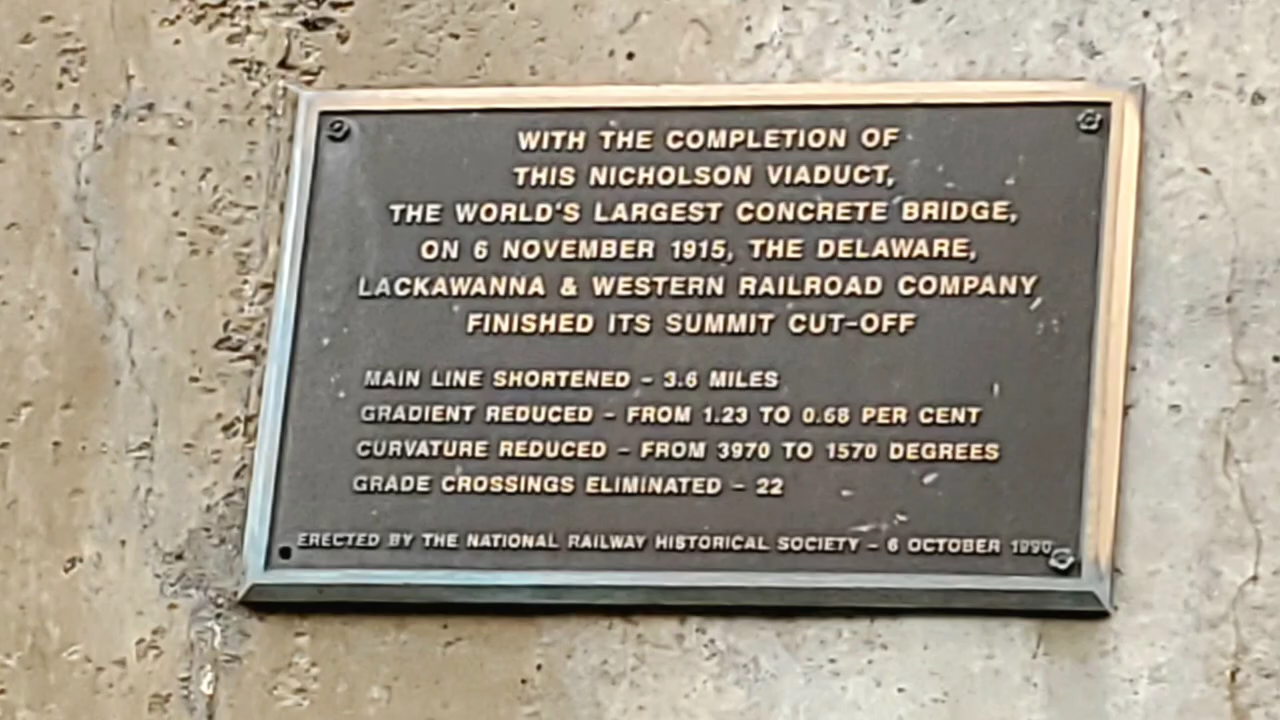 WITH THE COMPLETION OF
THIS NICHOLSON VIADUCT,
THE WORLD'S LARGEST CONCRETE BRIDGE,
ON 6 NOVEMBER 1915, THE DELAWARE,
LACKAWANNA & WESTERN RAILROAD COMPANY
FINISHED ITS SUMMIT CUT-OFF
MAIN LINE SHORTENED - 3.6 MILES
GRADIENT REDUCED - FROM 1.23 TO 0.68 PER CENT
CURVATURE REDUCED - FROM 3970 TO 1570 DEGREES
GRADE CROSSINGS ELIMINATED - 22
ERECTED BY THE NATIONAL RAILWAY HISTORICAL SOCIETY - 6 OCTOBER 1990